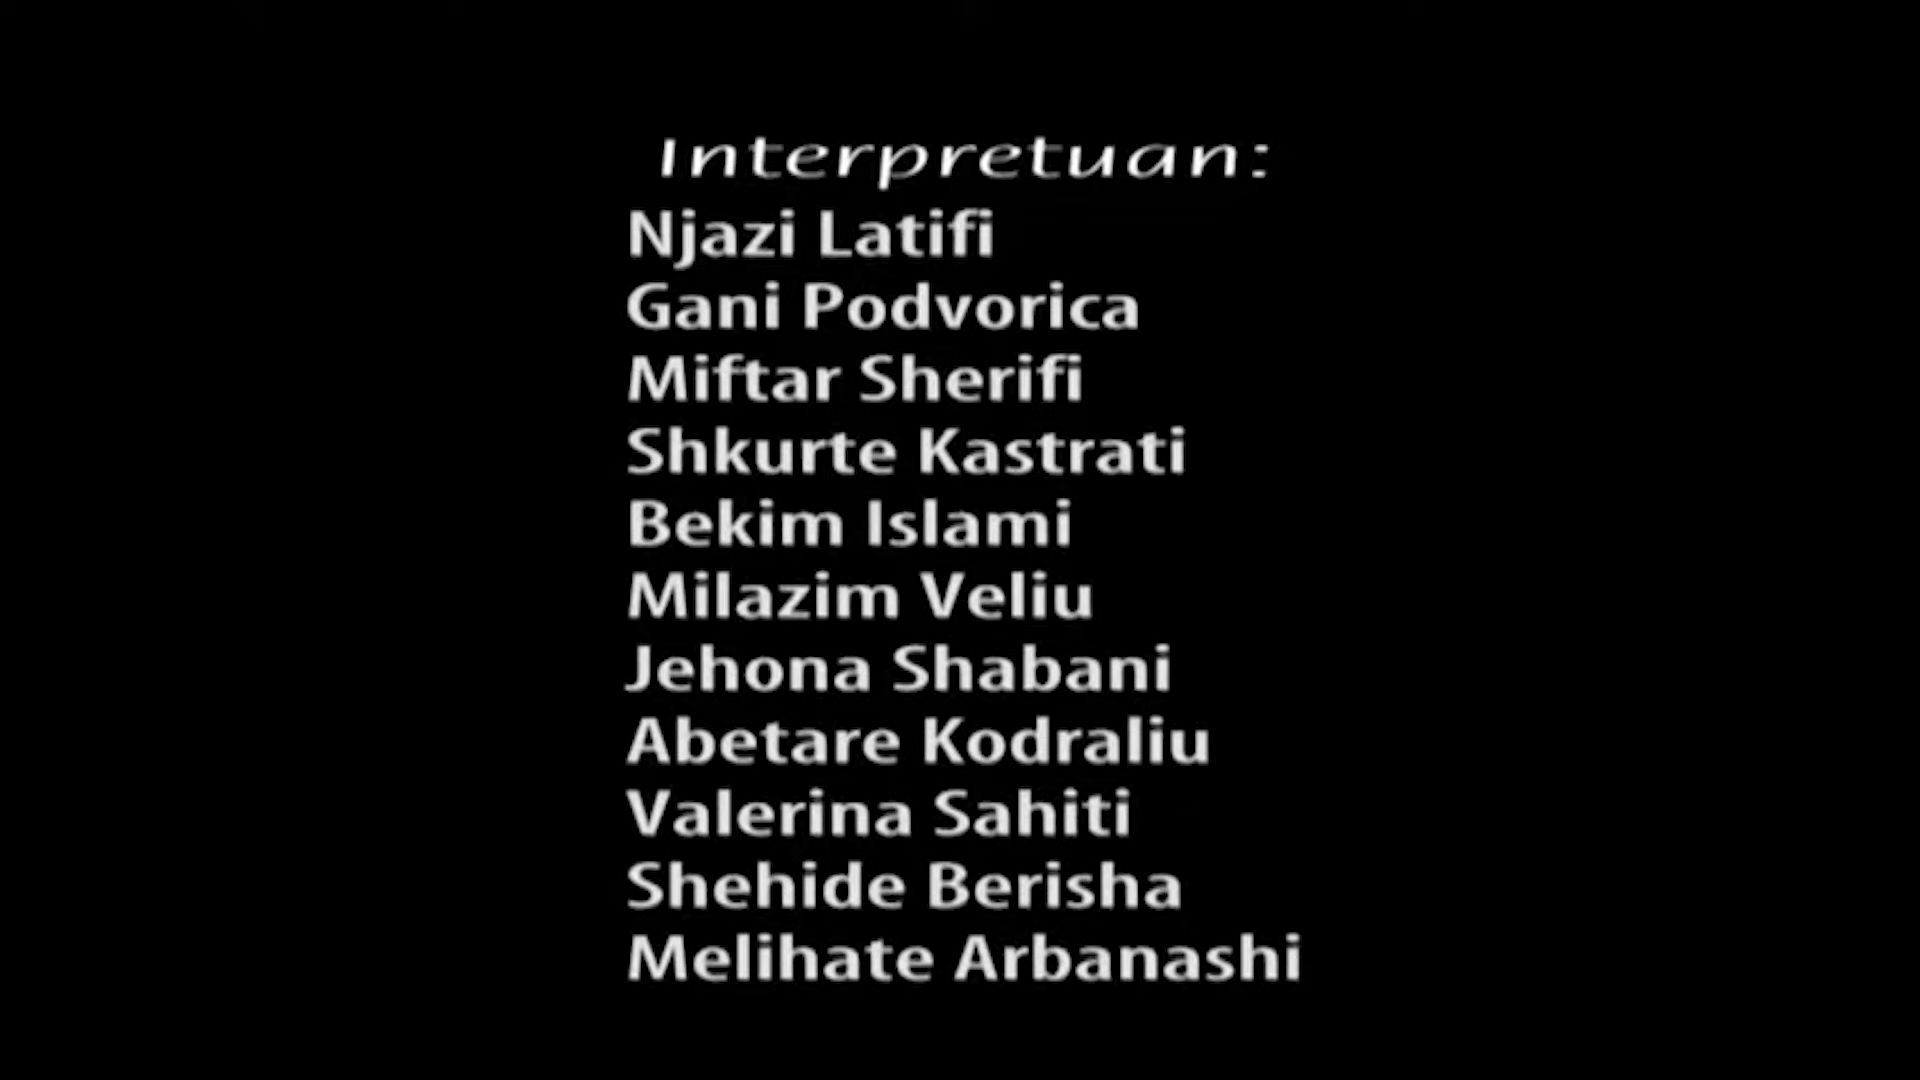 Interpretuan:
Njazi Latifi
Gani Podvorica
Miftar Sherifi
Shkurte Kastrati
Bekim Islami
Milazim Veliu
Jehona Shabani
Abetare Kodraliu
Valerina Sahiti
Shehide Berisha
Melihate Arbanashi